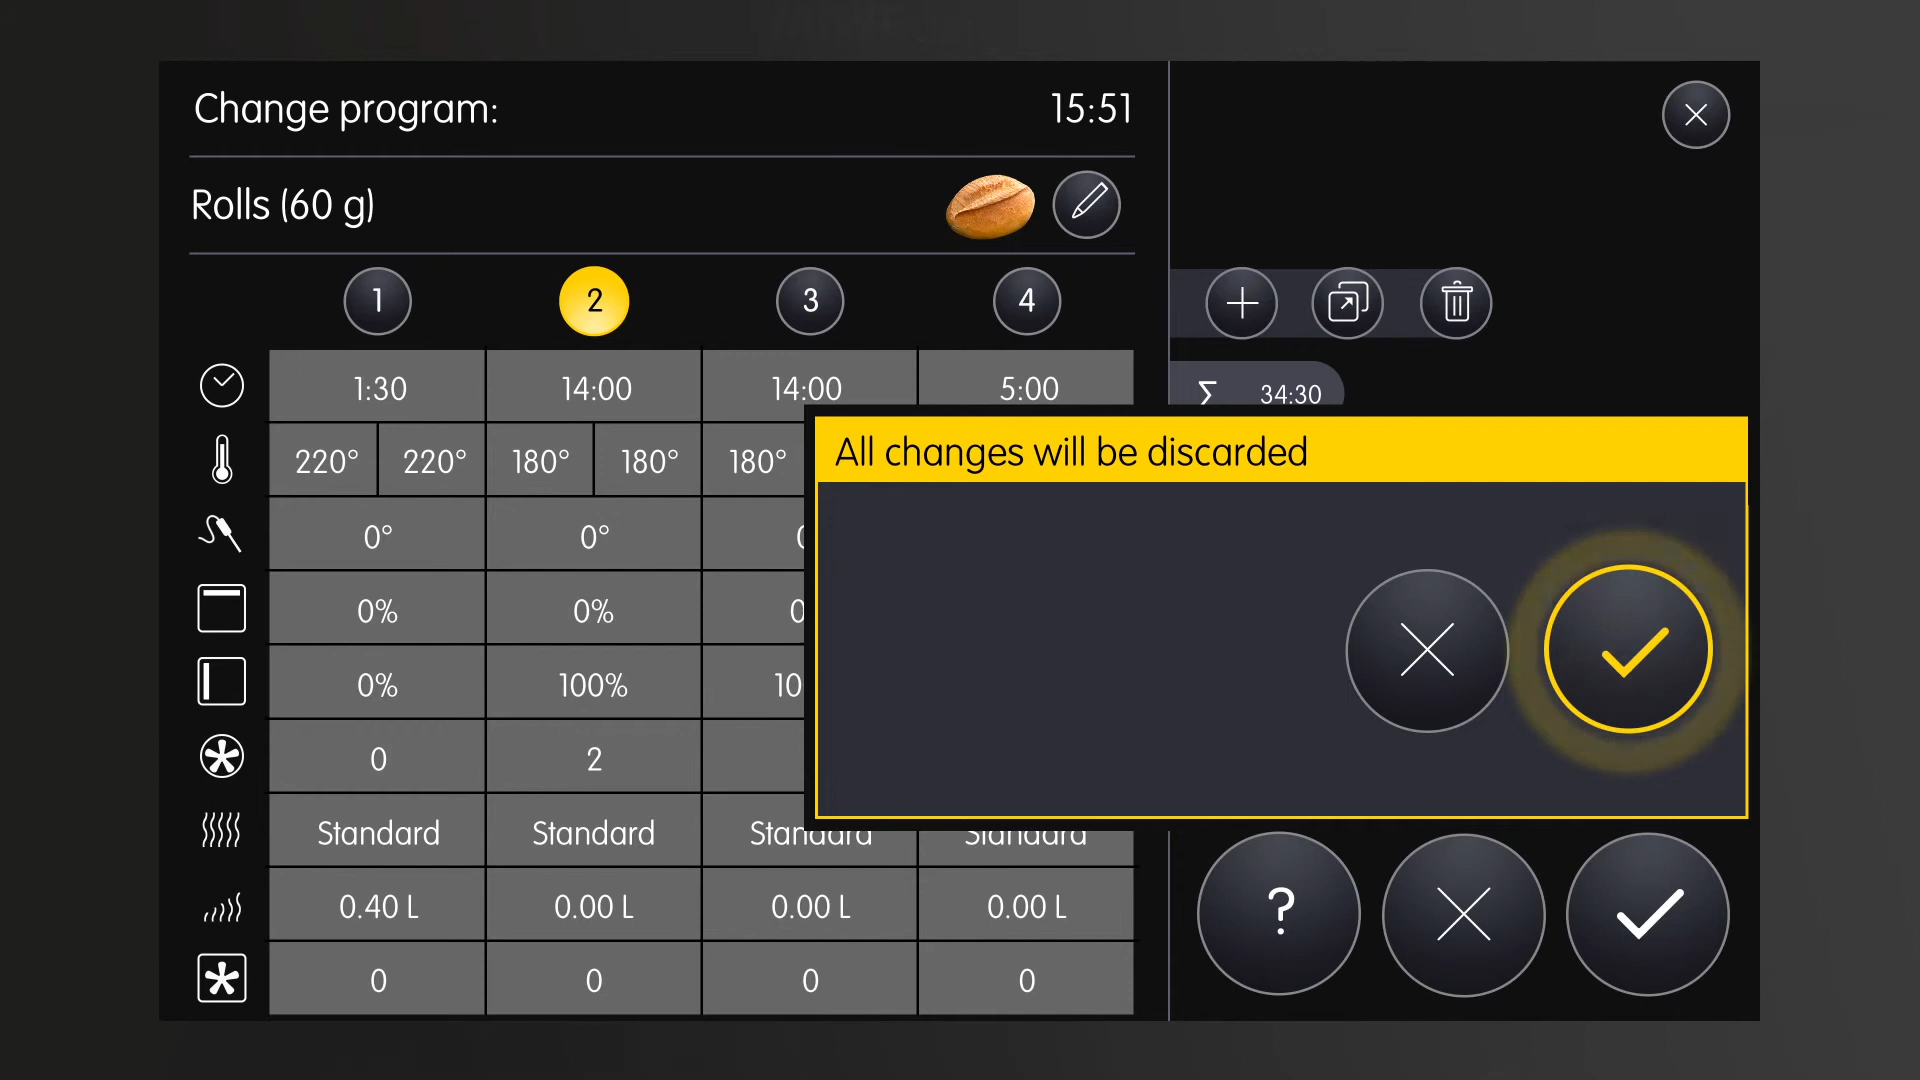 Change program: 15:51
Rolls (60 g)
1 2 3 4
1:30 14:00 14:00 5:00
Σ 34:30
220° 220° 180° 180° 180°
All changes will be discarded
0° 0°
0% 0%
0% 100%
0 2
Standard Standard Standard Standard
0.40 L 0.00 L 0.00 L 0.00 L
?
0 0 0 0